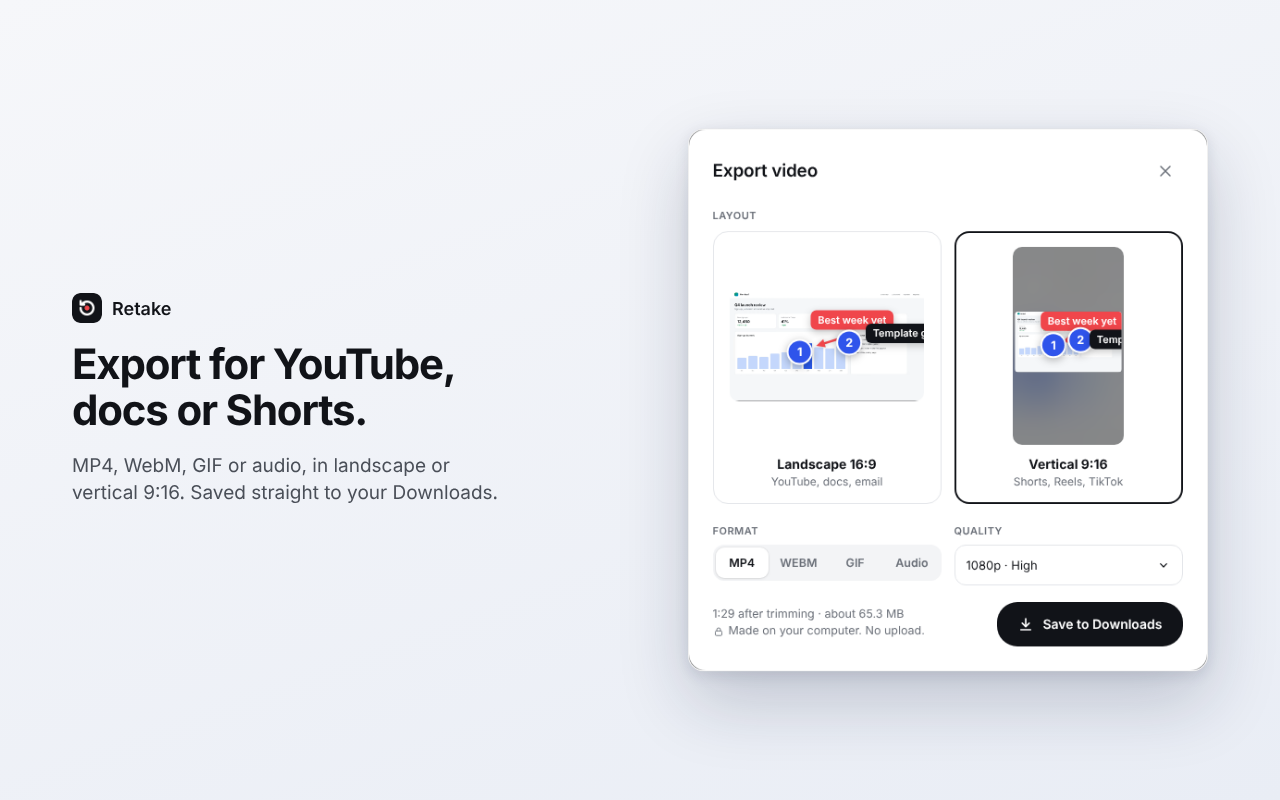 Retake
Export for YouTube,
docs or Shorts.
MP4, WebM, GIF or audio, in landscape or
vertical 9:16. Saved straight to your Downloads.
Export video
LAYOUT
Best week yet
Template
1
2
Landscape 16:9
YouTube, docs, email
Best week yet
1
2
Temp
Vertical 9:16
Shorts, Reels, TikTok
FORMAT
MP4 WEBM GIF Audio
QUALITY
1080p · High
1:29 after trimming · about 65.3 MB
Made on your computer. No upload.
Save to Downloads